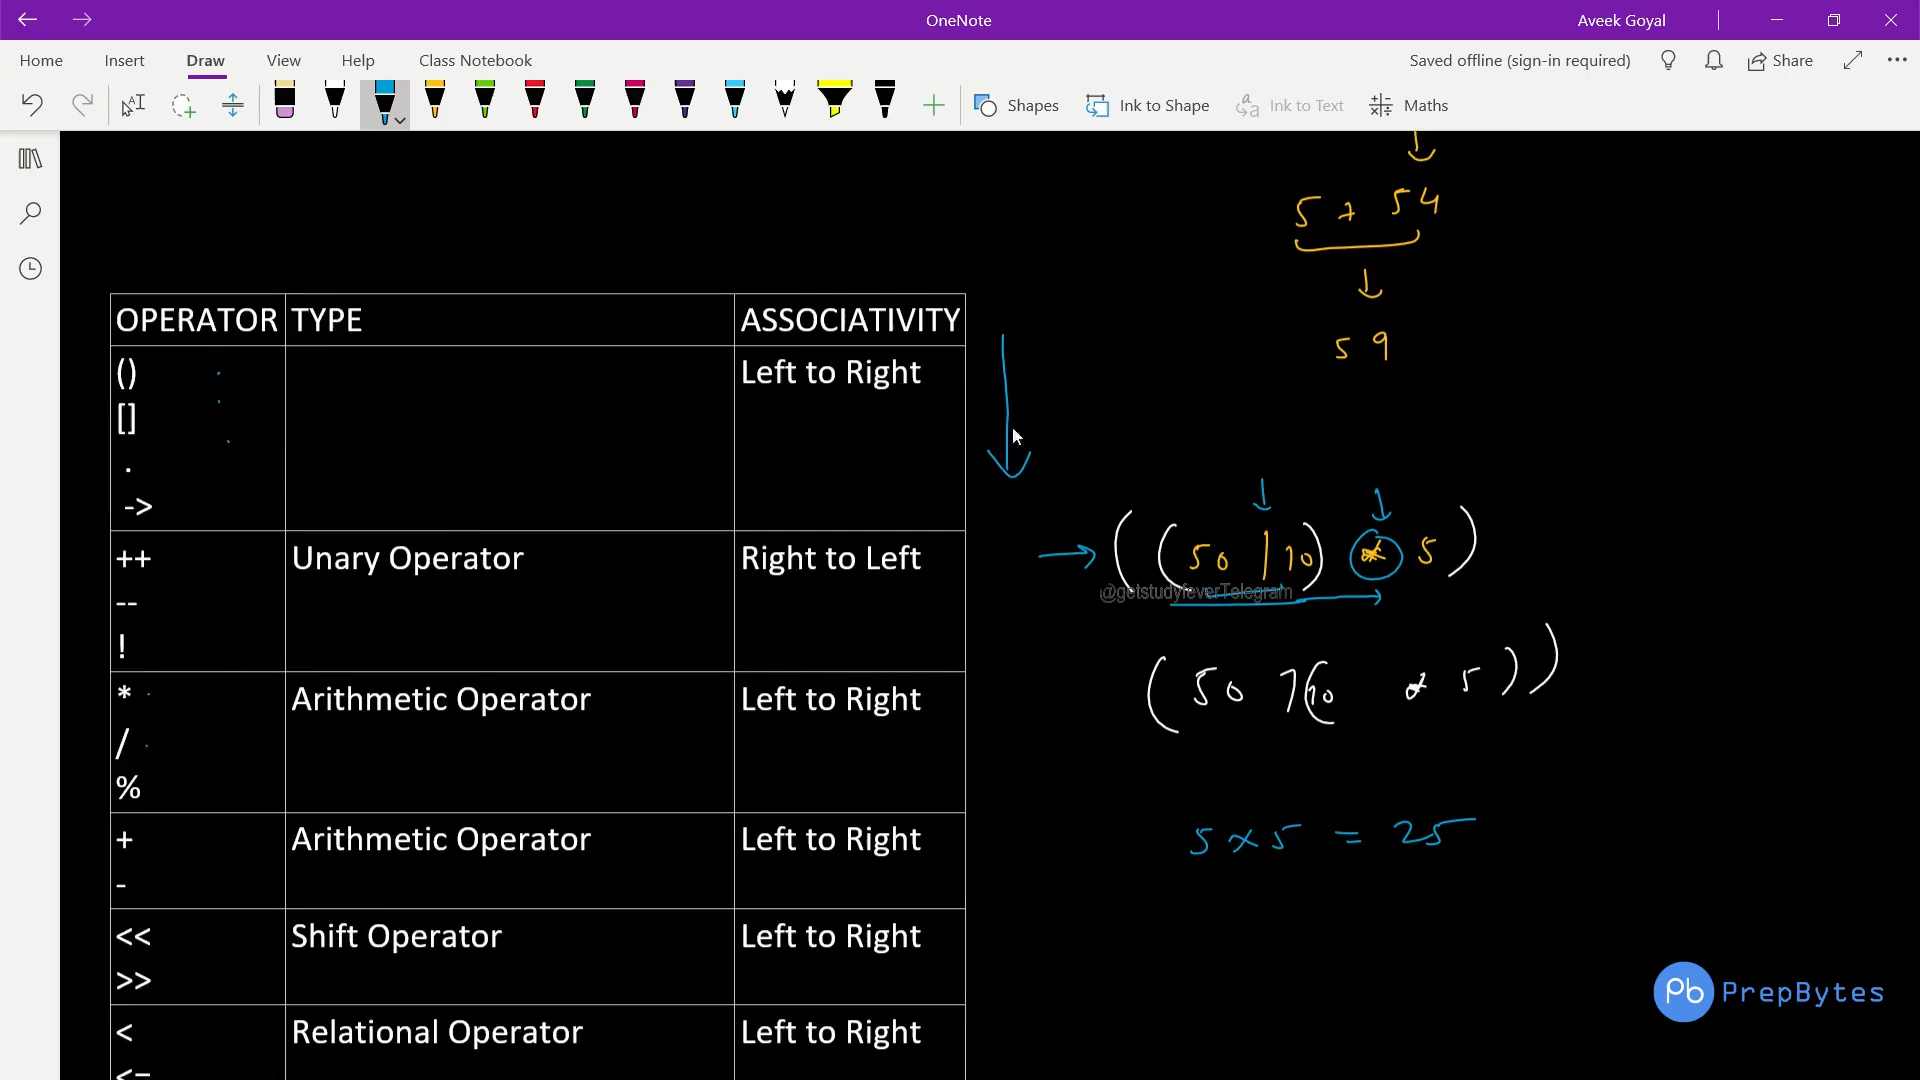 OneNote
Aveek Goyal
Home Insert Draw View Help Class Notebook
Saved offline (sign-in required) Share
Shapes Ink to Shape Ink to Text Maths
5 + 54
59
OPERATOR TYPE ASSOCIATIVITY
() Left to Right
[]
.
->
++ Unary Operator Right to Left
--
!
* Arithmetic Operator Left to Right
/
%
+ Arithmetic Operator Left to Right
-
<< Shift Operator Left to Right
>>
< Relational Operator Left to Right
<=
((50 / 10) * 5)
@getstudyfeverTelegram
(50 / (10 * 5))
5 x 5 = 25
Pb PrepBytes